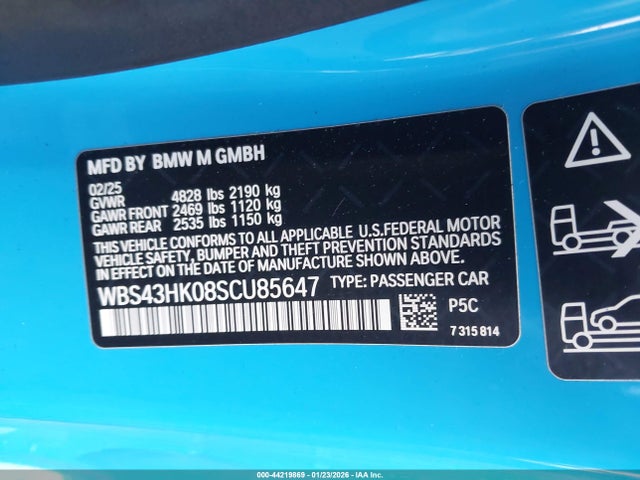 MFD BY BMW M GMBH
02/25
GVWR 4828 lbs 2190 kg
GAWR FRONT 2469 lbs 1120 kg
GAWR REAR 2535 lbs 1150 kg
THIS VEHICLE CONFORMS TO ALL APPLICABLE U.S.FEDERAL MOTOR
VEHICLE SAFETY, BUMPER AND THEFT PREVENTION STANDARDS
IN EFFECT ON THE DATE OF MANUFACTURE SHOWN ABOVE.
WBS43HK08SCU85647 TYPE: PASSENGER CAR
P5C
7 315 814
000-44219869 - 01/23/2026 - IAA Inc.